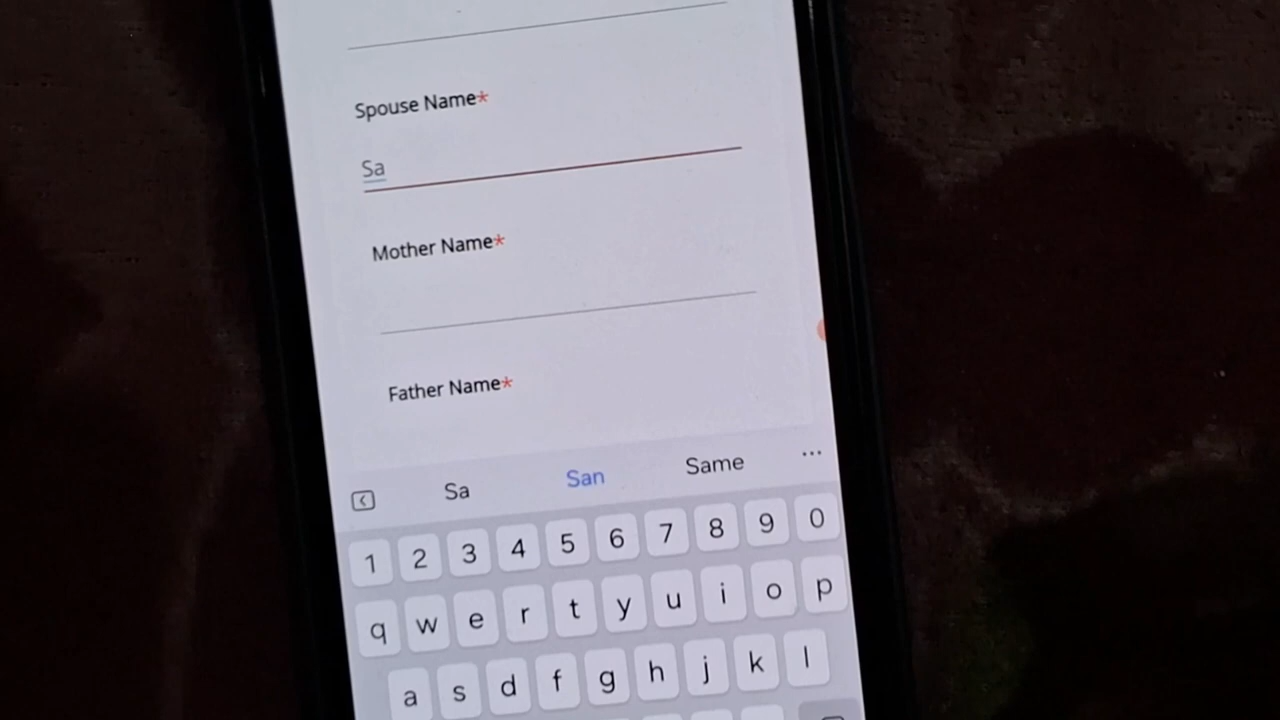 Spouse Name*
Sa
Mother Name*
Father Name*
Sa San Same ...
1 2 3 4 5 6 7 8 9 0
q w e r t y u i o p
a s d f g h j k l